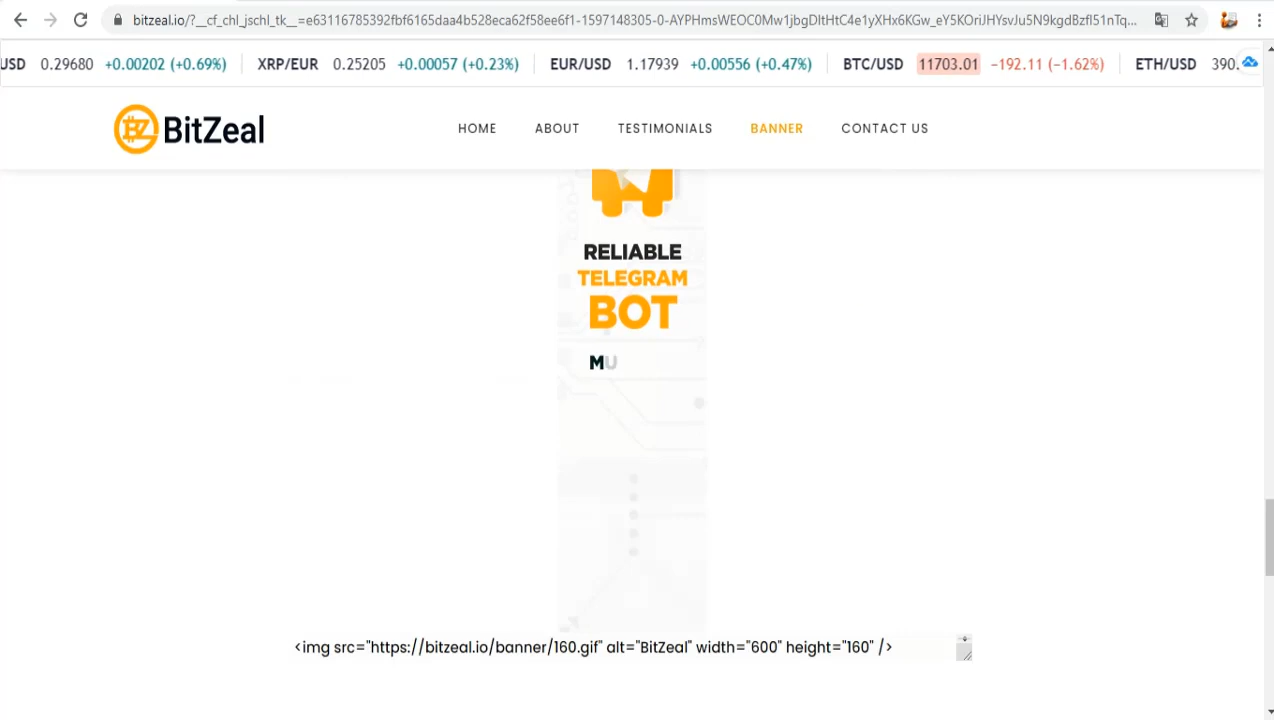 bitzeal.io/?__cf_chl_jschl_tk__=e63116785392fbf6165daa4b528eca62f58ee6f1-1597148305-0-AYPHmsWEOC0Mw1jbgDltHtC4e1yXHx6KGw_eY5KOriJHYsvJu5N9kgdBzfl51nTq...
USD 0.29680 +0.00202 (+0.69%) XRP/EUR 0.25205 +0.00057 (+0.23%) EUR/USD 1.17939 +0.00556 (+0.47%) BTC/USD 11703.01 −192.11 (−1.62%) ETH/USD 390.
BitZeal HOME ABOUT TESTIMONIALS BANNER CONTACT US
RELIABLE
TELEGRAM
BOT
MU
<img src="https://bitzeal.io/banner/160.gif" alt="BitZeal" width="600" height="160" />